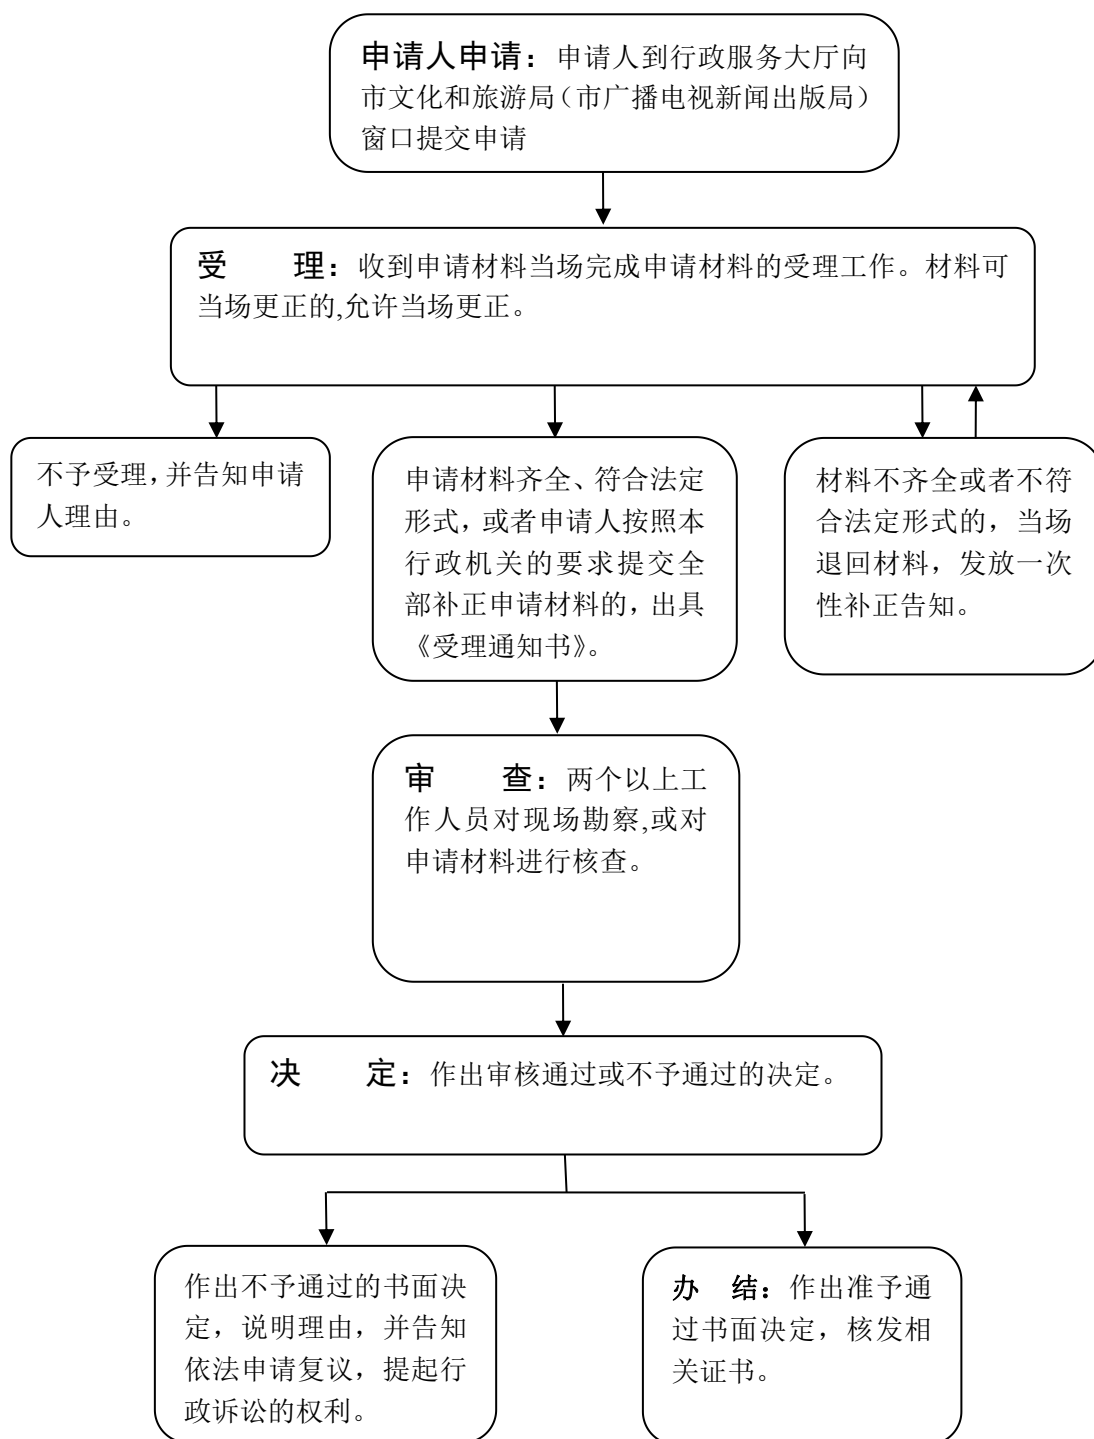 申请人申请：申请人到行政服务大厅向
市文化和旅游局（市广播电视新闻出版局）
窗口提交申请
受 理：收到申请材料当场完成申请材料的受理工作。材料可
当场更正的,允许当场更正。
不予受理，并告知申请
人理由。
申请材料齐全、符合法定
形式，或者申请人按照本
行政机关的要求提交全
部补正申请材料的，出具
《受理通知书》。
材料不齐全或者不符
合法定形式的，当场
退回材料，发放一次
性补正告知。
审 查：两个以上工
作人员对现场勘察,或对
申请材料进行核查。
决 定：作出审核通过或不予通过的决定。
作出不予通过的书面决
定，说明理由，并告知
依法申请复议，提起行
政诉讼的权利。
办 结：作出准予通
过书面决定，核发相
关证书。